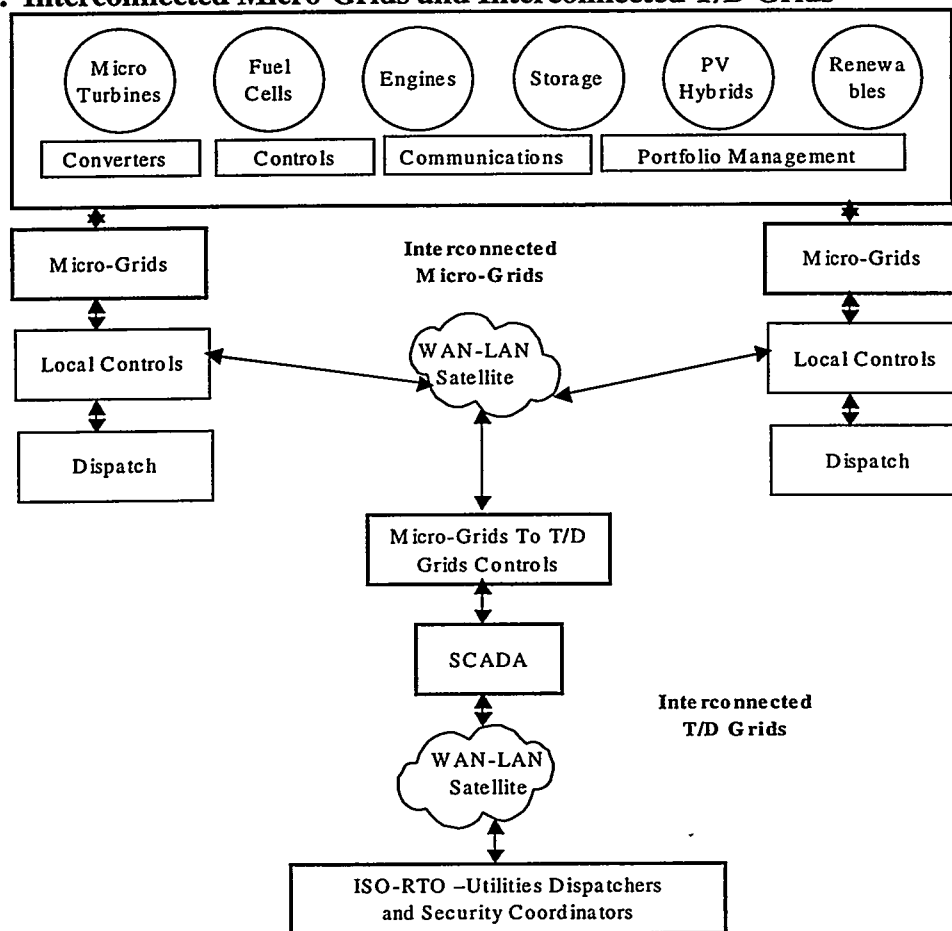 . Interconnected Micro-Grids and Interconnected T/D Grids
Micro
Turbines
Fuel
Cells
Engines
Storage
PV
Hybrids
Renewa
bles
Converters
Controls
Communications
Portfolio Management
Micro-Grids
Interconnected
Micro-Grids
Micro-Grids
Local Controls
WAN-LAN
Satellite
Local Controls
Dispatch
Dispatch
Micro-Grids To T/D
Grids Controls
SCADA
Interconnected
T/D Grids
WAN-LAN
Satellite
ISO-RTO –Utilities Dispatchers
and Security Coordinators